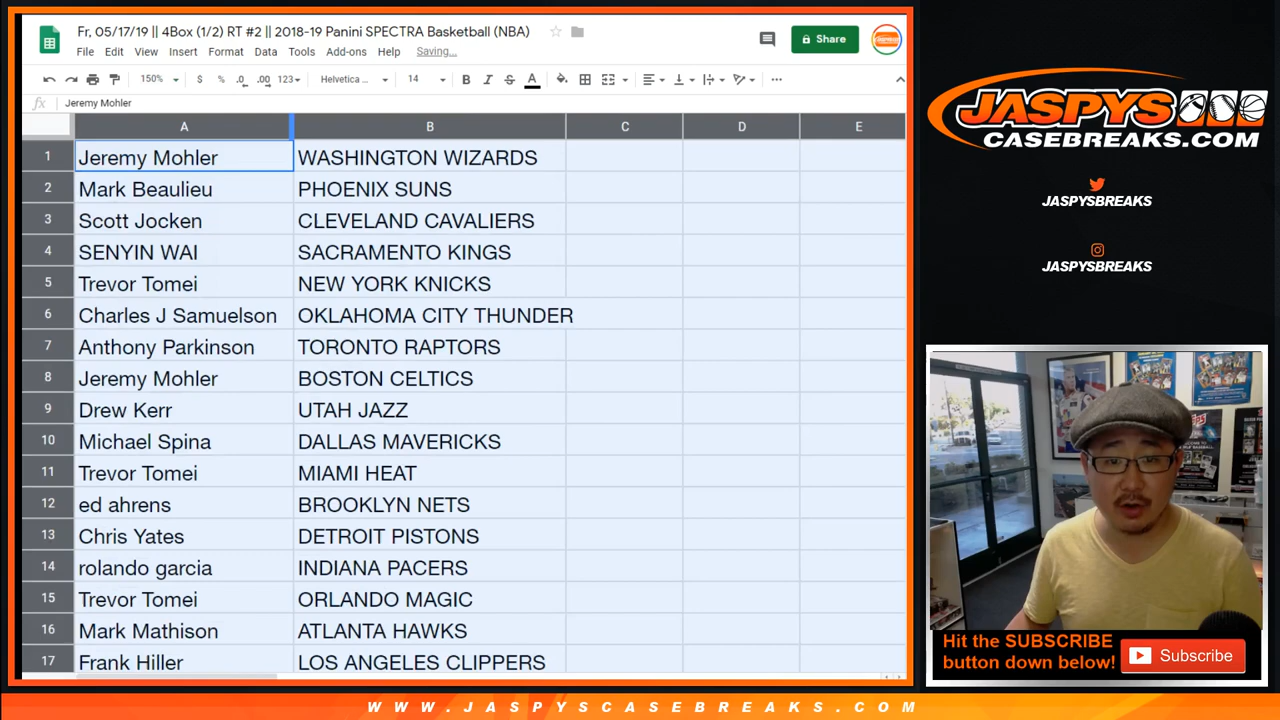 Fr, 05/17/19 || 4Box (1/2) RT #2 || 2018-19 Panini SPECTRA Basketball (NBA)
File Edit View Insert Format Data Tools Add-ons Help Saving...
Share
150% $ % .0 .00 123 Helvetica ... 14 B I S A
fx Jeremy Mohler
A B C D E
1 Jeremy Mohler WASHINGTON WIZARDS
2 Mark Beaulieu PHOENIX SUNS
3 Scott Jocken CLEVELAND CAVALIERS
4 SENYIN WAI SACRAMENTO KINGS
5 Trevor Tomei NEW YORK KNICKS
6 Charles J Samuelson OKLAHOMA CITY THUNDER
7 Anthony Parkinson TORONTO RAPTORS
8 Jeremy Mohler BOSTON CELTICS
9 Drew Kerr UTAH JAZZ
10 Michael Spina DALLAS MAVERICKS
11 Trevor Tomei MIAMI HEAT
12 ed ahrens BROOKLYN NETS
13 Chris Yates DETROIT PISTONS
14 rolando garcia INDIANA PACERS
15 Trevor Tomei ORLANDO MAGIC
16 Mark Mathison ATLANTA HAWKS
17 Frank Hiller LOS ANGELES CLIPPERS
JASPYS
CASEBREAKS.COM
JASPYSBREAKS
JASPYSBREAKS
Hit the SUBSCRIBE
button down below!
Subscribe
WWW.JASPYSCASEBREAKS.COM